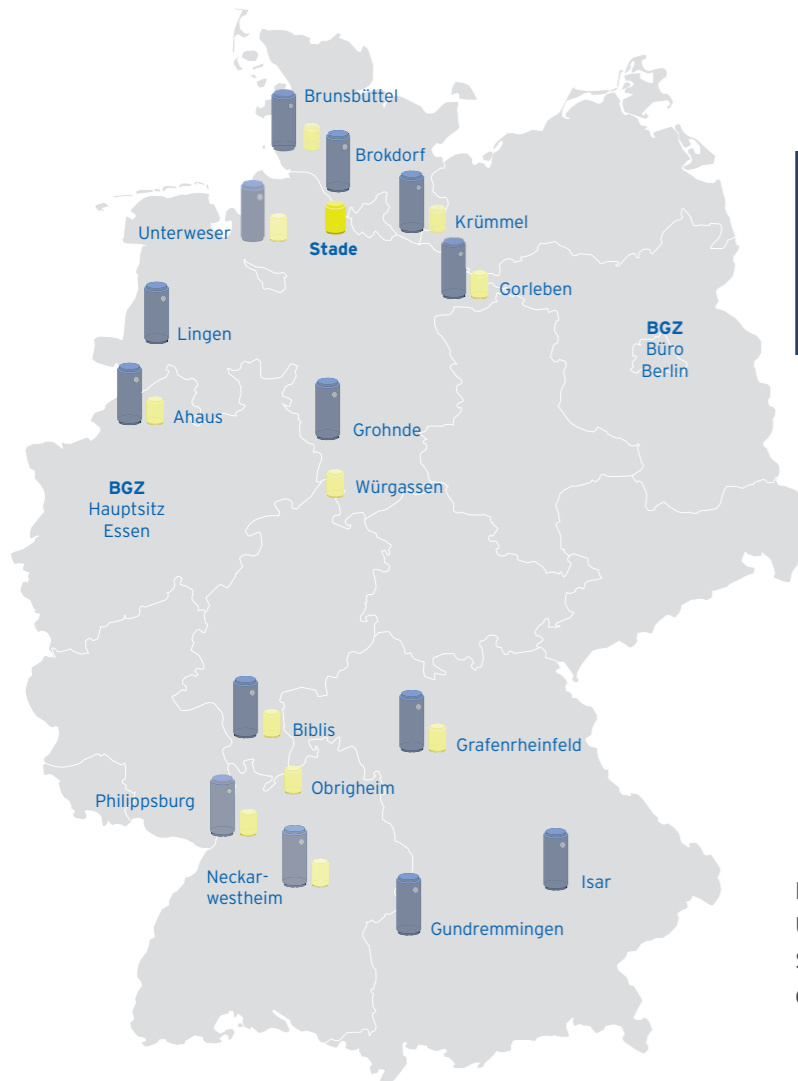 Brunsbüttel
Brokdorf
Krümmel
Unterweser
Stade
Gorleben
Lingen
BGZ
Büro
Berlin
Ahaus
Grohnde
Würgassen
BGZ
Hauptsitz
Essen
Biblis
Grafenrheinfeld
Obrigheim
Philippsburg
Neckar-
westheim
Isar
Gundremmingen